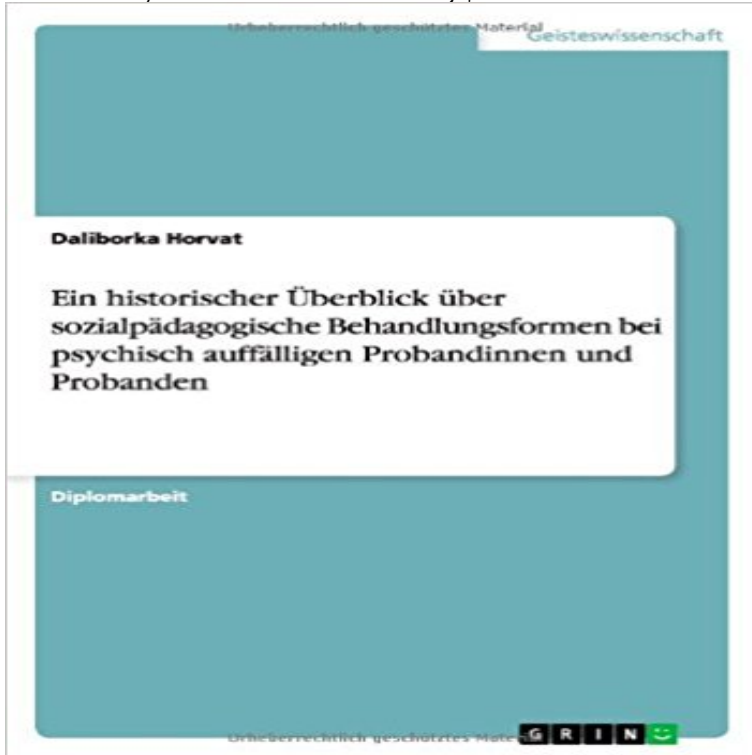 Urheberrechtlich geschütztes Material
Geisteswissenschaft
Daliborka Horvat
Ein historischer Überblick über
sozialpädagogische Behandlungsformen bei
psychisch auffälligen Probandinnen und
Probanden
Diplomarbeit
Urheberrechtlich geschütztes Mate
GRIN